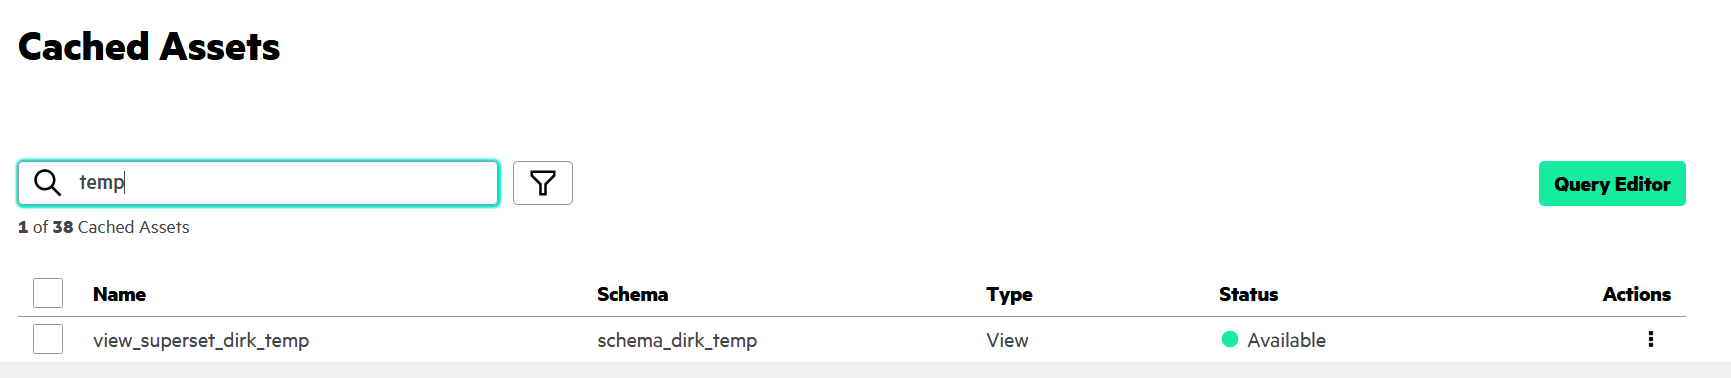 Cached Assets
temp
Query Editor
1 of 38 Cached Assets
Name Schema Type Status Actions
view_superset_dirk_temp schema_dirk_temp View Available